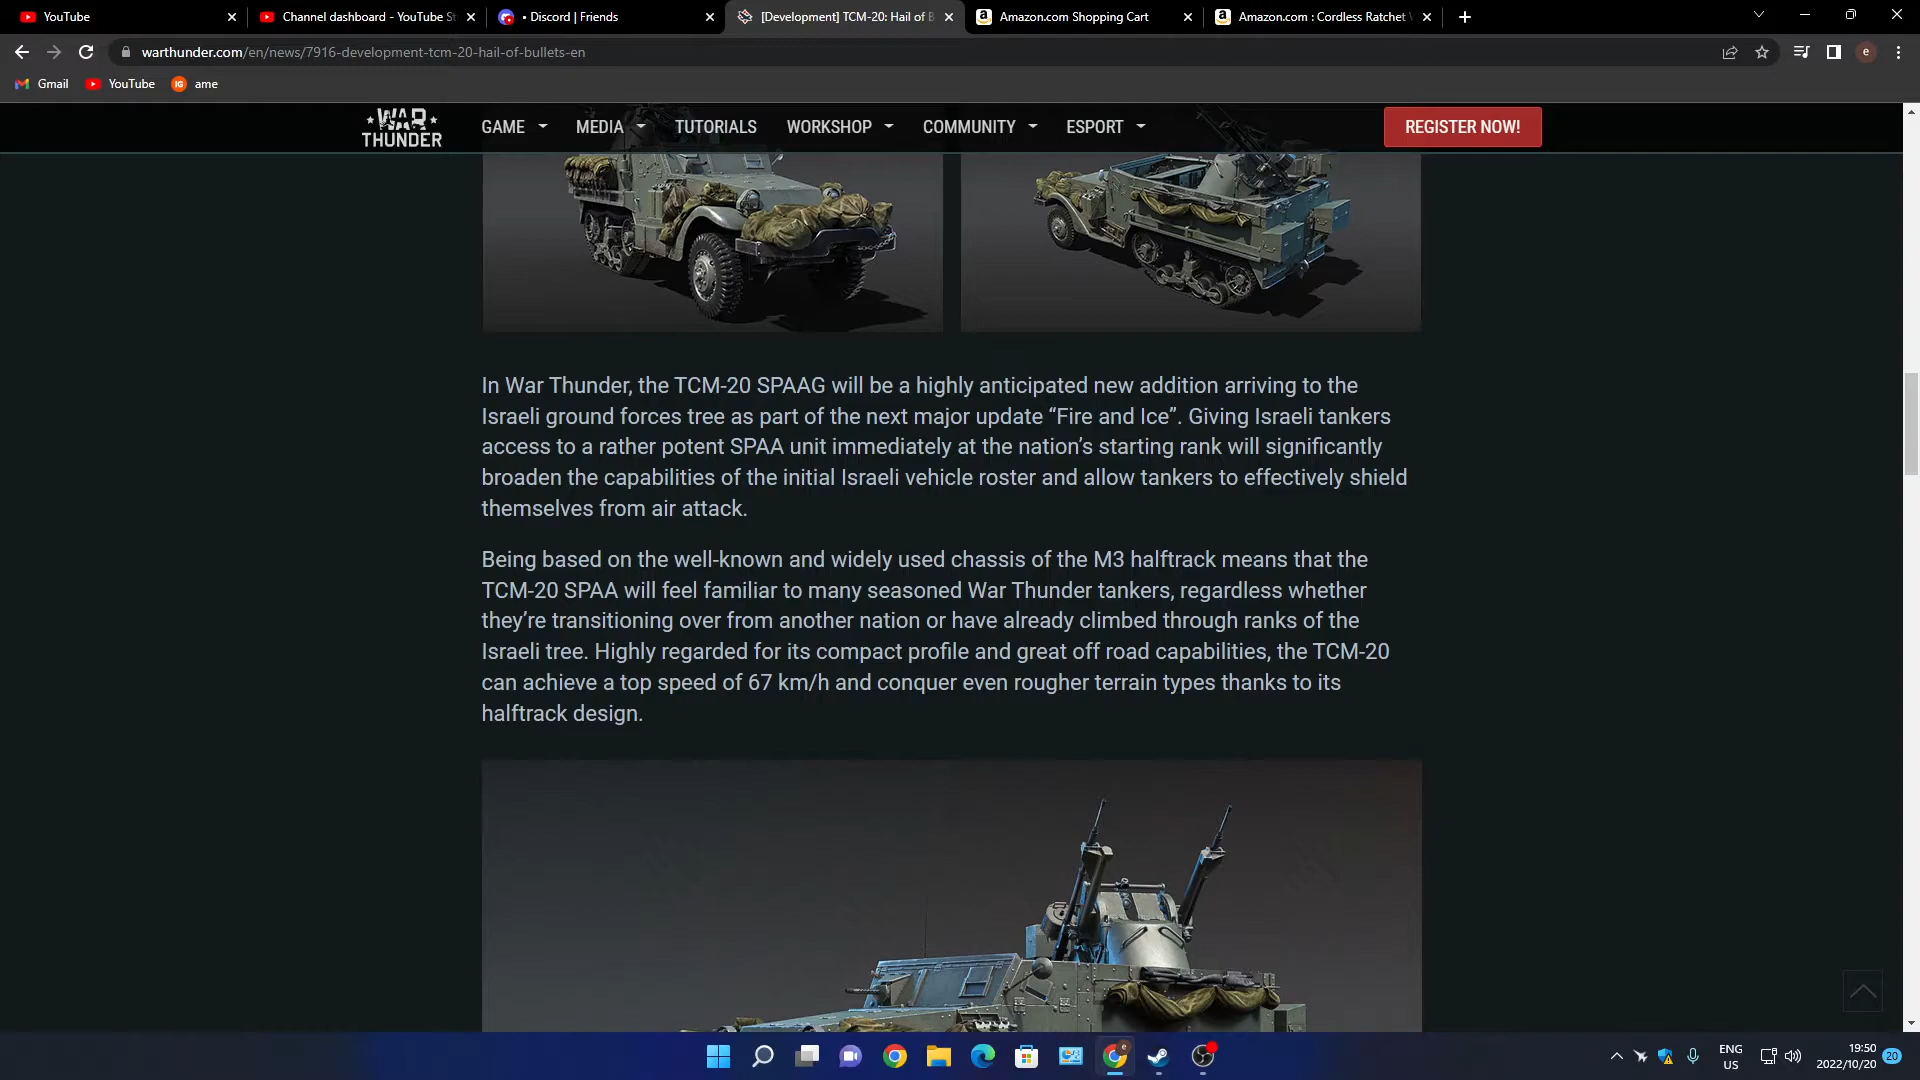 YouTube
Channel dashboard - YouTube St
• Discord | Friends
[Development] TCM-20: Hail of B
Amazon.com Shopping Cart
Amazon.com : Cordless Ratchet
warthunder.com/en/news/7916-development-tcm-20-hail-of-bullets-en
e
Gmail
YouTube
IG ame
WAR THUNDER
GAME
MEDIA
TUTORIALS
WORKSHOP
COMMUNITY
ESPORT
REGISTER NOW!
In War Thunder, the TCM-20 SPAAG will be a highly anticipated new addition arriving to the
Israeli ground forces tree as part of the next major update “Fire and Ice”. Giving Israeli tankers
access to a rather potent SPAA unit immediately at the nation’s starting rank will significantly
broaden the capabilities of the initial Israeli vehicle roster and allow tankers to effectively shield
themselves from air attack.
Being based on the well-known and widely used chassis of the M3 halftrack means that the
TCM-20 SPAA will feel familiar to many seasoned War Thunder tankers, regardless whether
they’re transitioning over from another nation or have already climbed through ranks of the
Israeli tree. Highly regarded for its compact profile and great off road capabilities, the TCM-20
can achieve a top speed of 67 km/h and conquer even rougher terrain types thanks to its
halftrack design.
ENG
US
19:50
2022/10/20
20